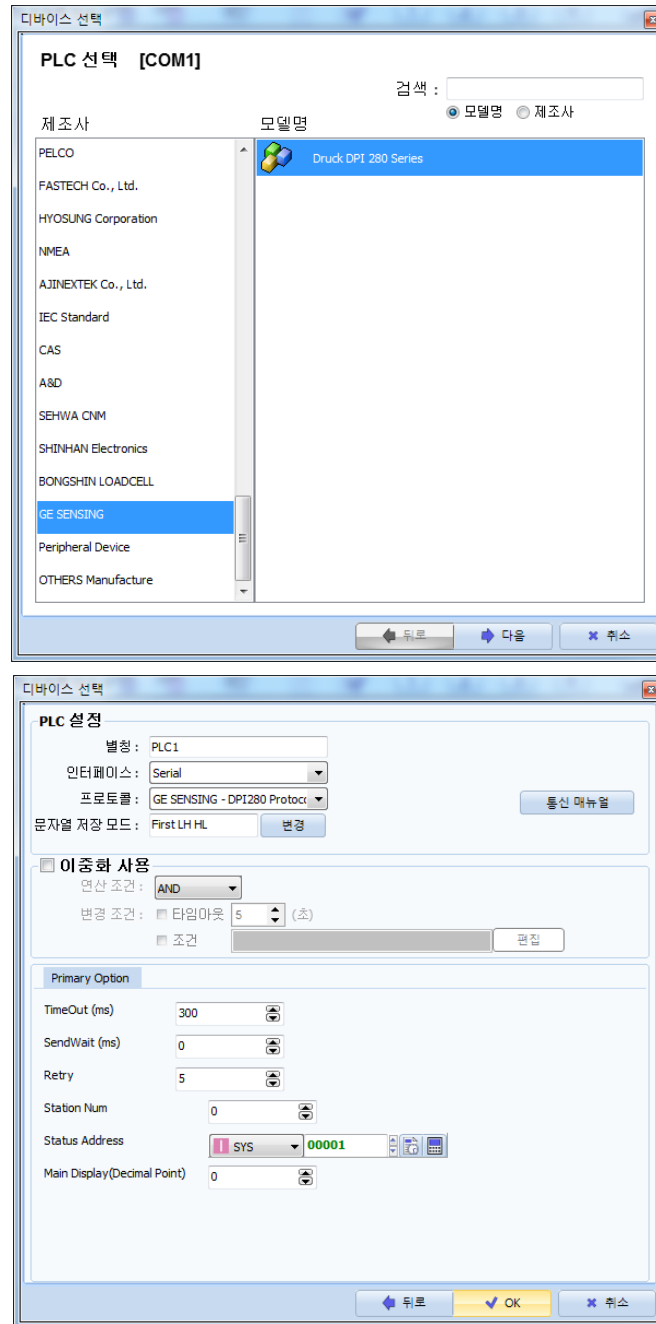 디바이스 선택
PLC 선택 [COM1]
검색 :
모델명 제조사
제조사 모델명
PELCO
FASTECH Co., Ltd.
HYOSUNG Corporation
NMEA
AJINEXTEK Co., Ltd.
IEC Standard
CAS
A&D
SEHWA CNM
SHINHAN Electronics
BONGSHIN LOADCELL
GE SENSING
Peripheral Device
OTHERS Manufacture
Druck DPI 280 Series
뒤로 다음 취소
디바이스 선택
PLC 설정
별칭 : PLC1
인터페이스 : Serial
프로토콜 : GE SENSING - DPI280 Protoc
통신 매뉴얼
문자열 저장 모드 : First LH HL 변경
이중화 사용
연산 조건 : AND
변경 조건 : 타임아웃 5 (초)
조건 편집
Primary Option
TimeOut (ms) 300
SendWait (ms) 0
Retry 5
Station Num 0
Status Address SYS 00001
Main Display(Decimal Point) 0
뒤로 OK 취소